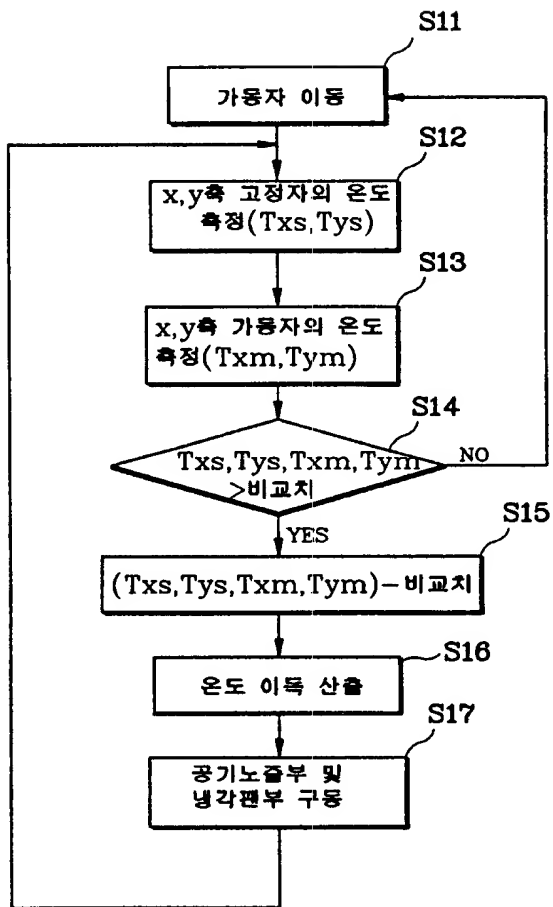 S11
가동자 이동
S12
x,y축 고정자의 온도
측정(Txs,Tys)
S13
x,y축 가동자의 온도
측정(Txm,Tym)
S14
Txs,Tys,Txm,Tym
>비교치
NO
YES
S15
(Txs,Tys,Txm,Tym)-비교치
S16
온도 이득 산출
S17
공기노즐부 및
냉각팬부 구동